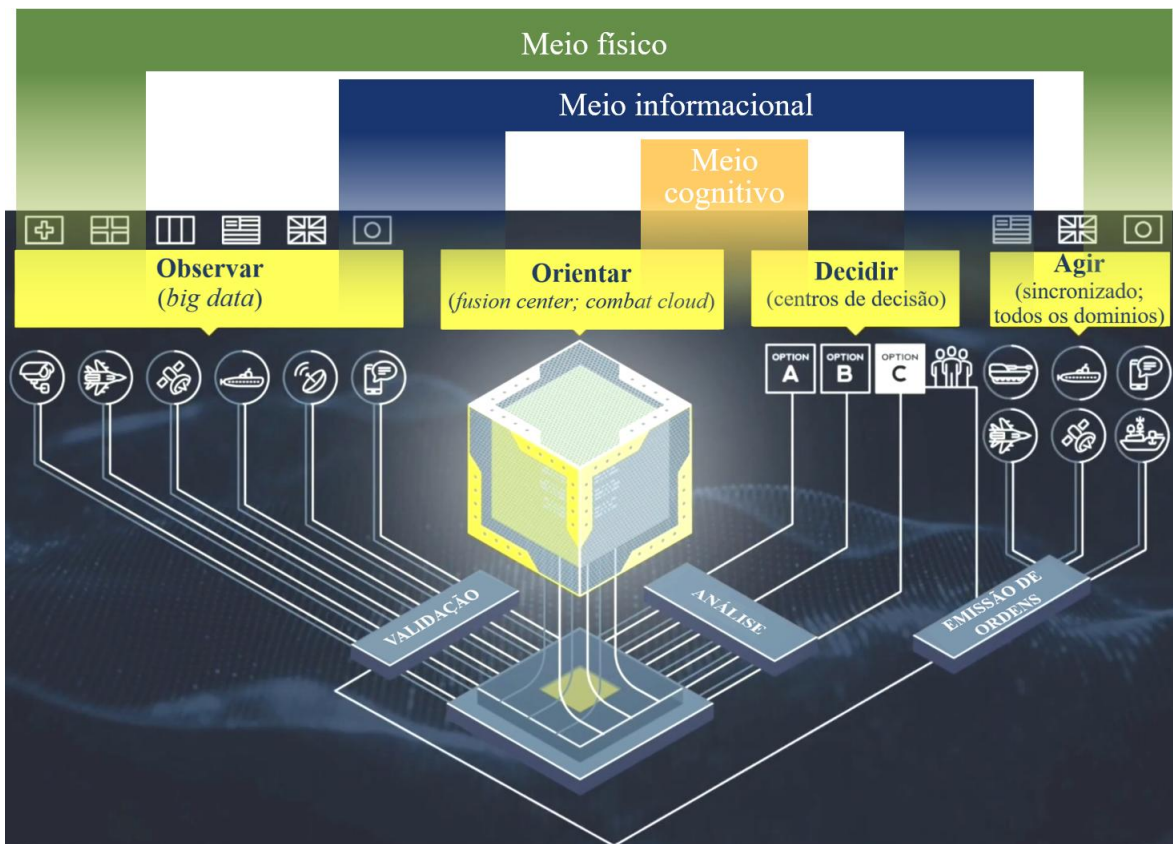 Meio físico
Meio informacional
Meio
cognitivo
Observar
(big data)
Orientar
(fusion center; combat cloud)
Decidir
(centros de decisão)
Agir
(sincronizado;
todos os dominios)
OPTION
A
OPTION
B
OPTION
C
VALIDAÇÃO
ANÁLISE
EMISSÃO DE
ORDENS